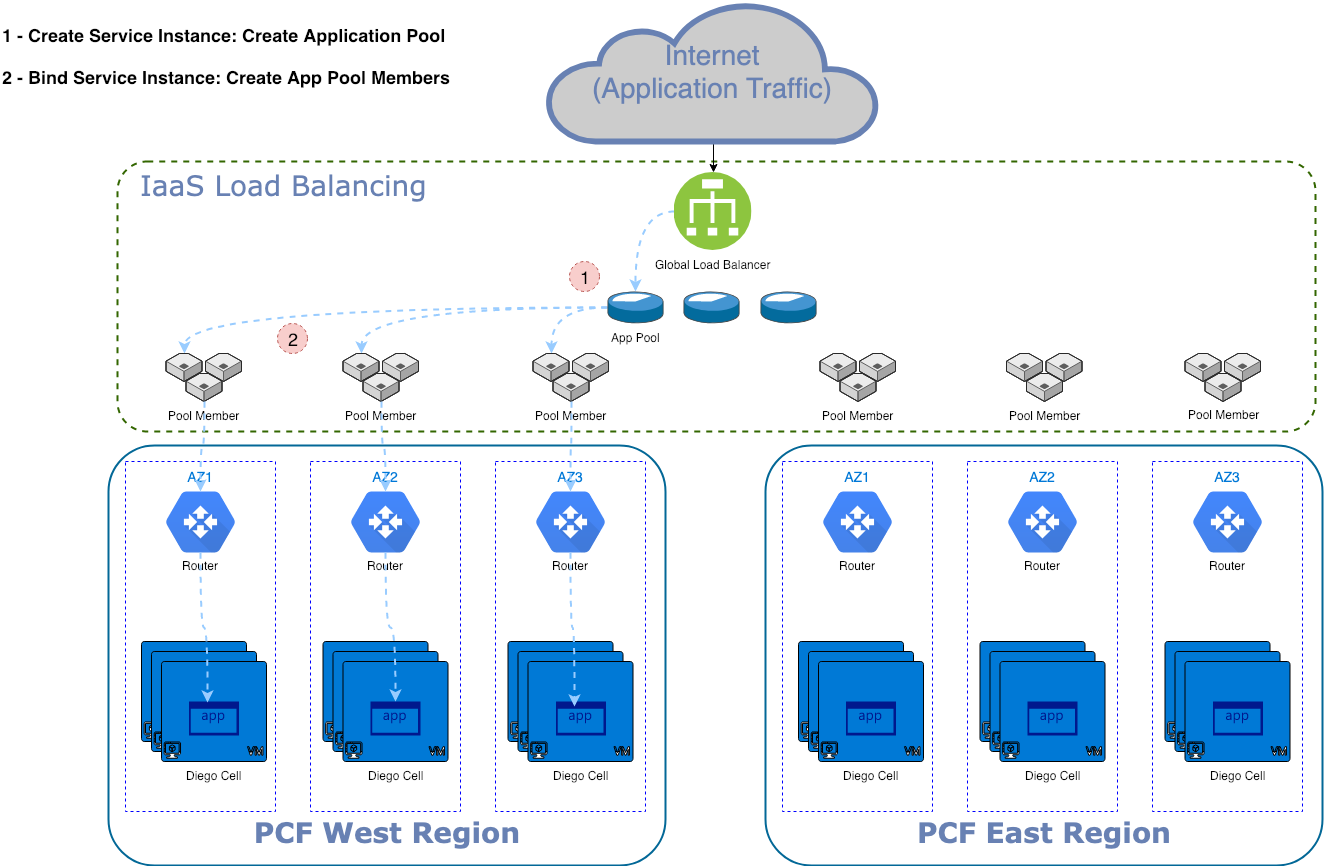 1 - Create Service Instance: Create Application Pool
2 - Bind Service Instance: Create App Pool Members
Internet
(Application Traffic)
IaaS Load Balancing
Global Load Balancer
1
App Pool
2
Pool Member
Pool Member
Pool Member
Pool Member
Pool Member
Pool Member
AZ1
AZ2
AZ3
AZ1
AZ2
AZ3
Router
Router
Router
Router
Router
Router
app
app
app
app
app
app
VM
VM
VM
VM
VM
VM
Diego Cell
Diego Cell
Diego Cell
Diego Cell
Diego Cell
Diego Cell
PCF West Region
PCF East Region